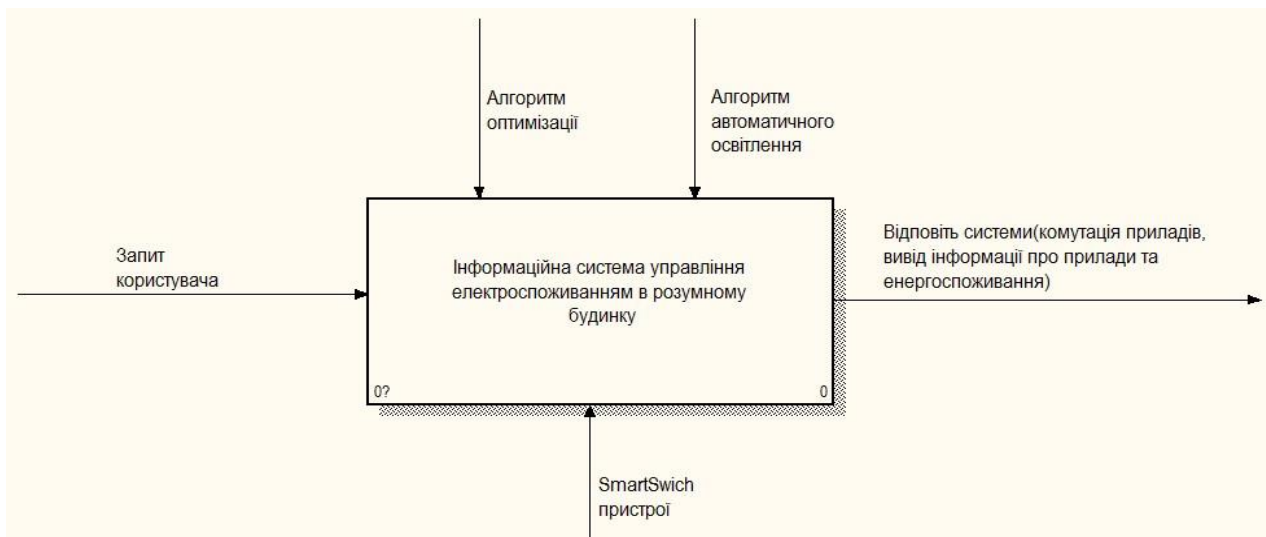 Алгоритм
оптимізації
Алгоритм
автоматичного
освітлення
Запит
користувача
Інформаційна система управління
електроспоживанням в розумному
будинку
0?
0
Відповіть системи(комутація приладів,
вивід інформації про прилади та
енергоспоживання)
SmartSwich
пристрої